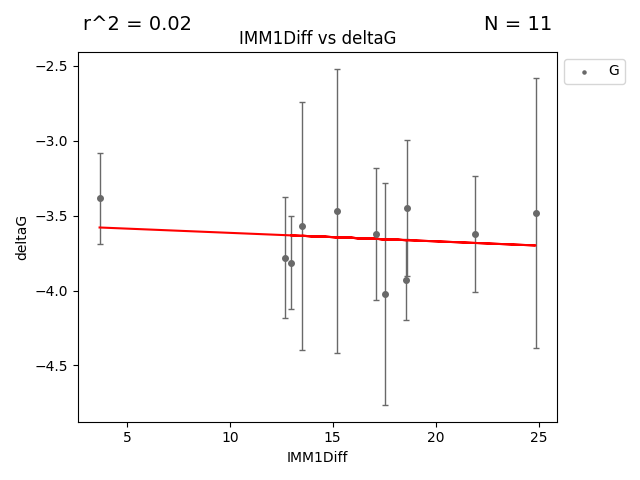 r^2 = 0.02
N = 11
IMM1Diff vs deltaG
G
−2.5
−3.0
−3.5
−4.0
−4.5
deltaG
5
10
15
20
25
IMM1Diff